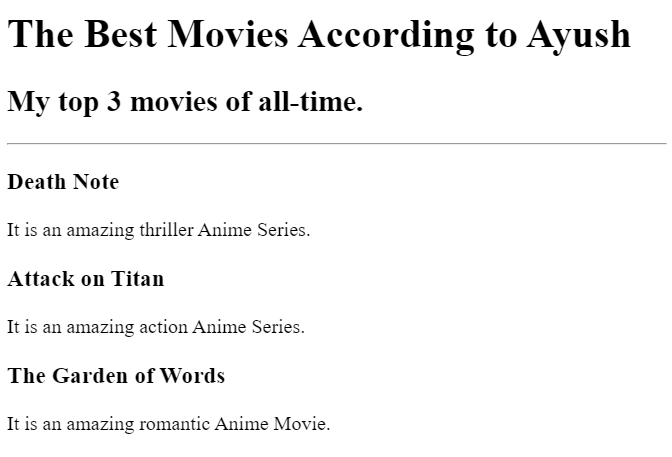 The Best Movies According to Ayush
My top 3 movies of all-time.
Death Note
It is an amazing thriller Anime Series.
Attack on Titan
It is an amazing action Anime Series.
The Garden of Words
It is an amazing romantic Anime Movie.